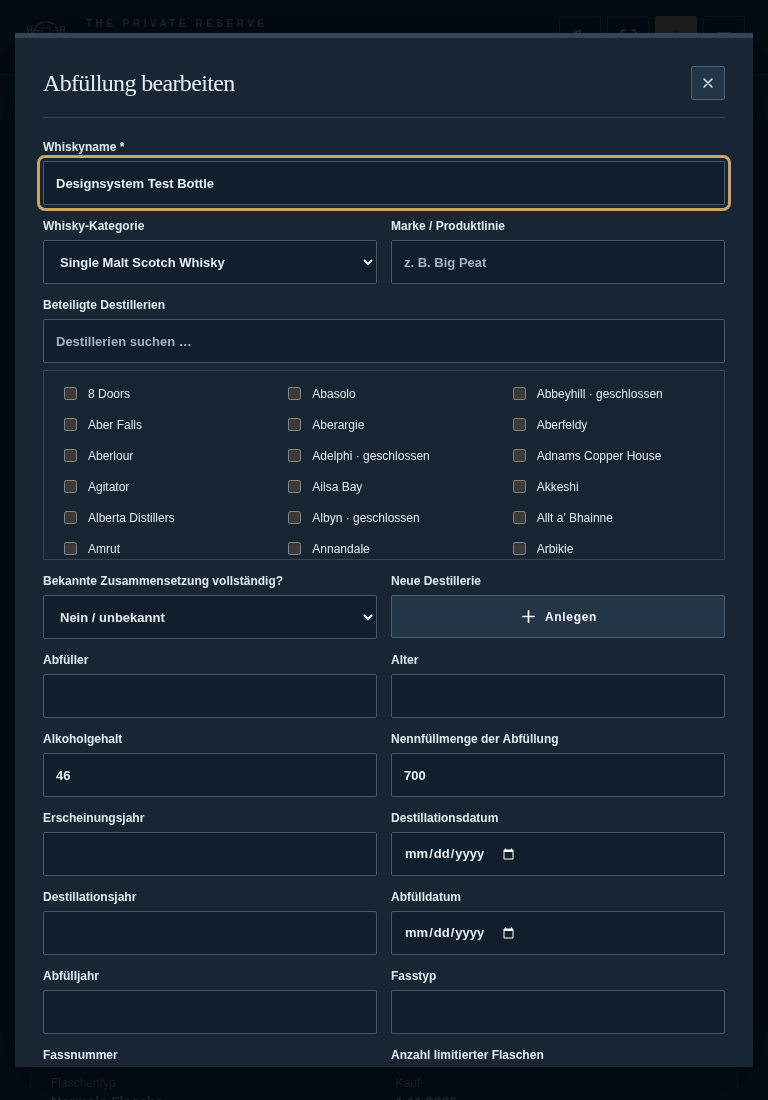 THE PRIVATE RESERVE
Abfüllung bearbeiten
Whiskyname *
Designsystem Test Bottle
Whisky-Kategorie Marke / Produktlinie
Single Malt Scotch Whisky z. B. Big Peat
Beteiligte Destillerien
Destillerien suchen …
8 Doors Abasolo Abbeyhill · geschlossen
Aber Falls Aberargie Aberfeldy
Aberlour Adelphi · geschlossen Adnams Copper House
Agitator Ailsa Bay Akkeshi
Alberta Distillers Albyn · geschlossen Allt a' Bhainne
Amrut Annandale Arbikie
Bekannte Zusammensetzung vollständig? Neue Destillerie
Nein / unbekannt Anlegen
Abfüller Alter
Alkoholgehalt Nennfüllmenge der Abfüllung
46 700
Erscheinungsjahr Destillationsdatum
mm/dd/yyyy
Destillationsjahr Abfülldatum
mm/dd/yyyy
Abfülljahr Fasstyp
Fassnummer Anzahl limitierter Flaschen
Flaschentyp Kauf